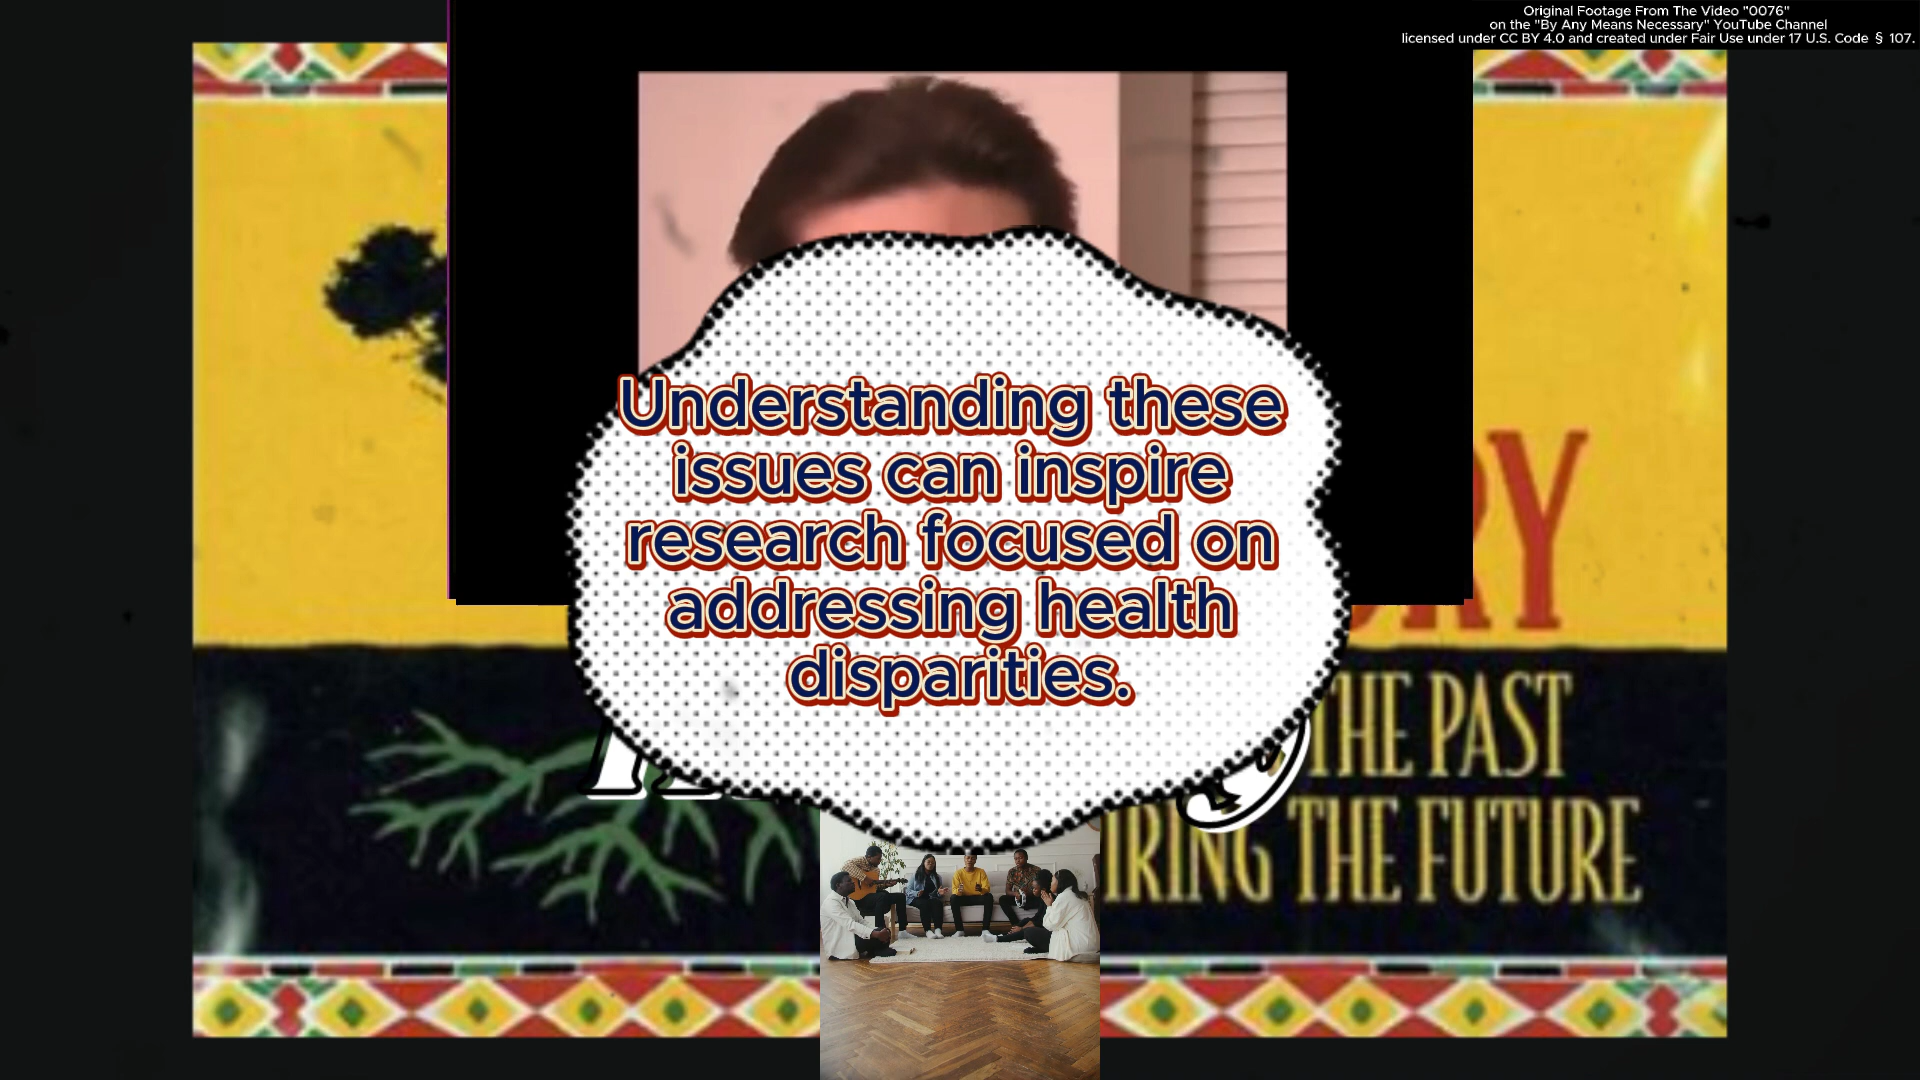 Original Footage From The Video "0076"
on the "By Any Means Necessary" YouTube Channel
licensed under CC BY 4.0 and created under Fair Use under 17 U.S. Code § 107.
Understanding these
issues can inspire
research focused on
addressing health
disparities.
THE PAST
THE FUTURE